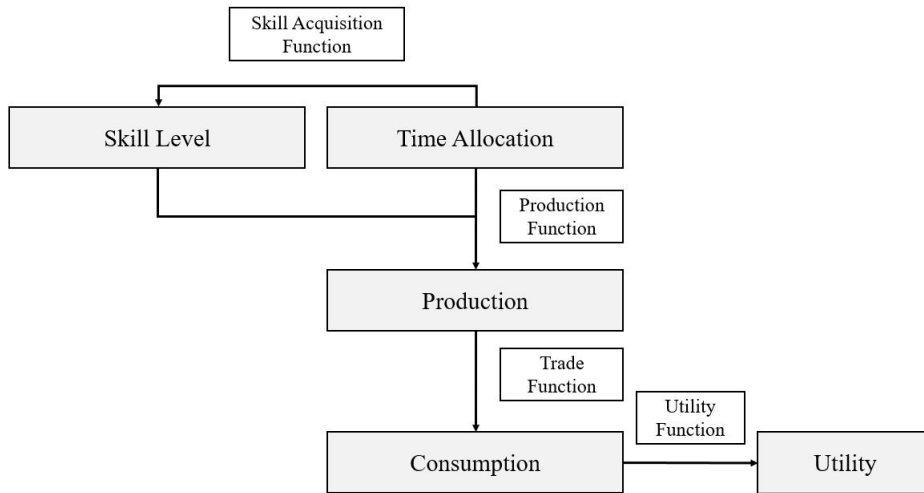 Skill Acquisition
Function
Skill Level
Time Allocation
Production
Function
Production
Trade
Function
Utility
Function
Consumption
Utility